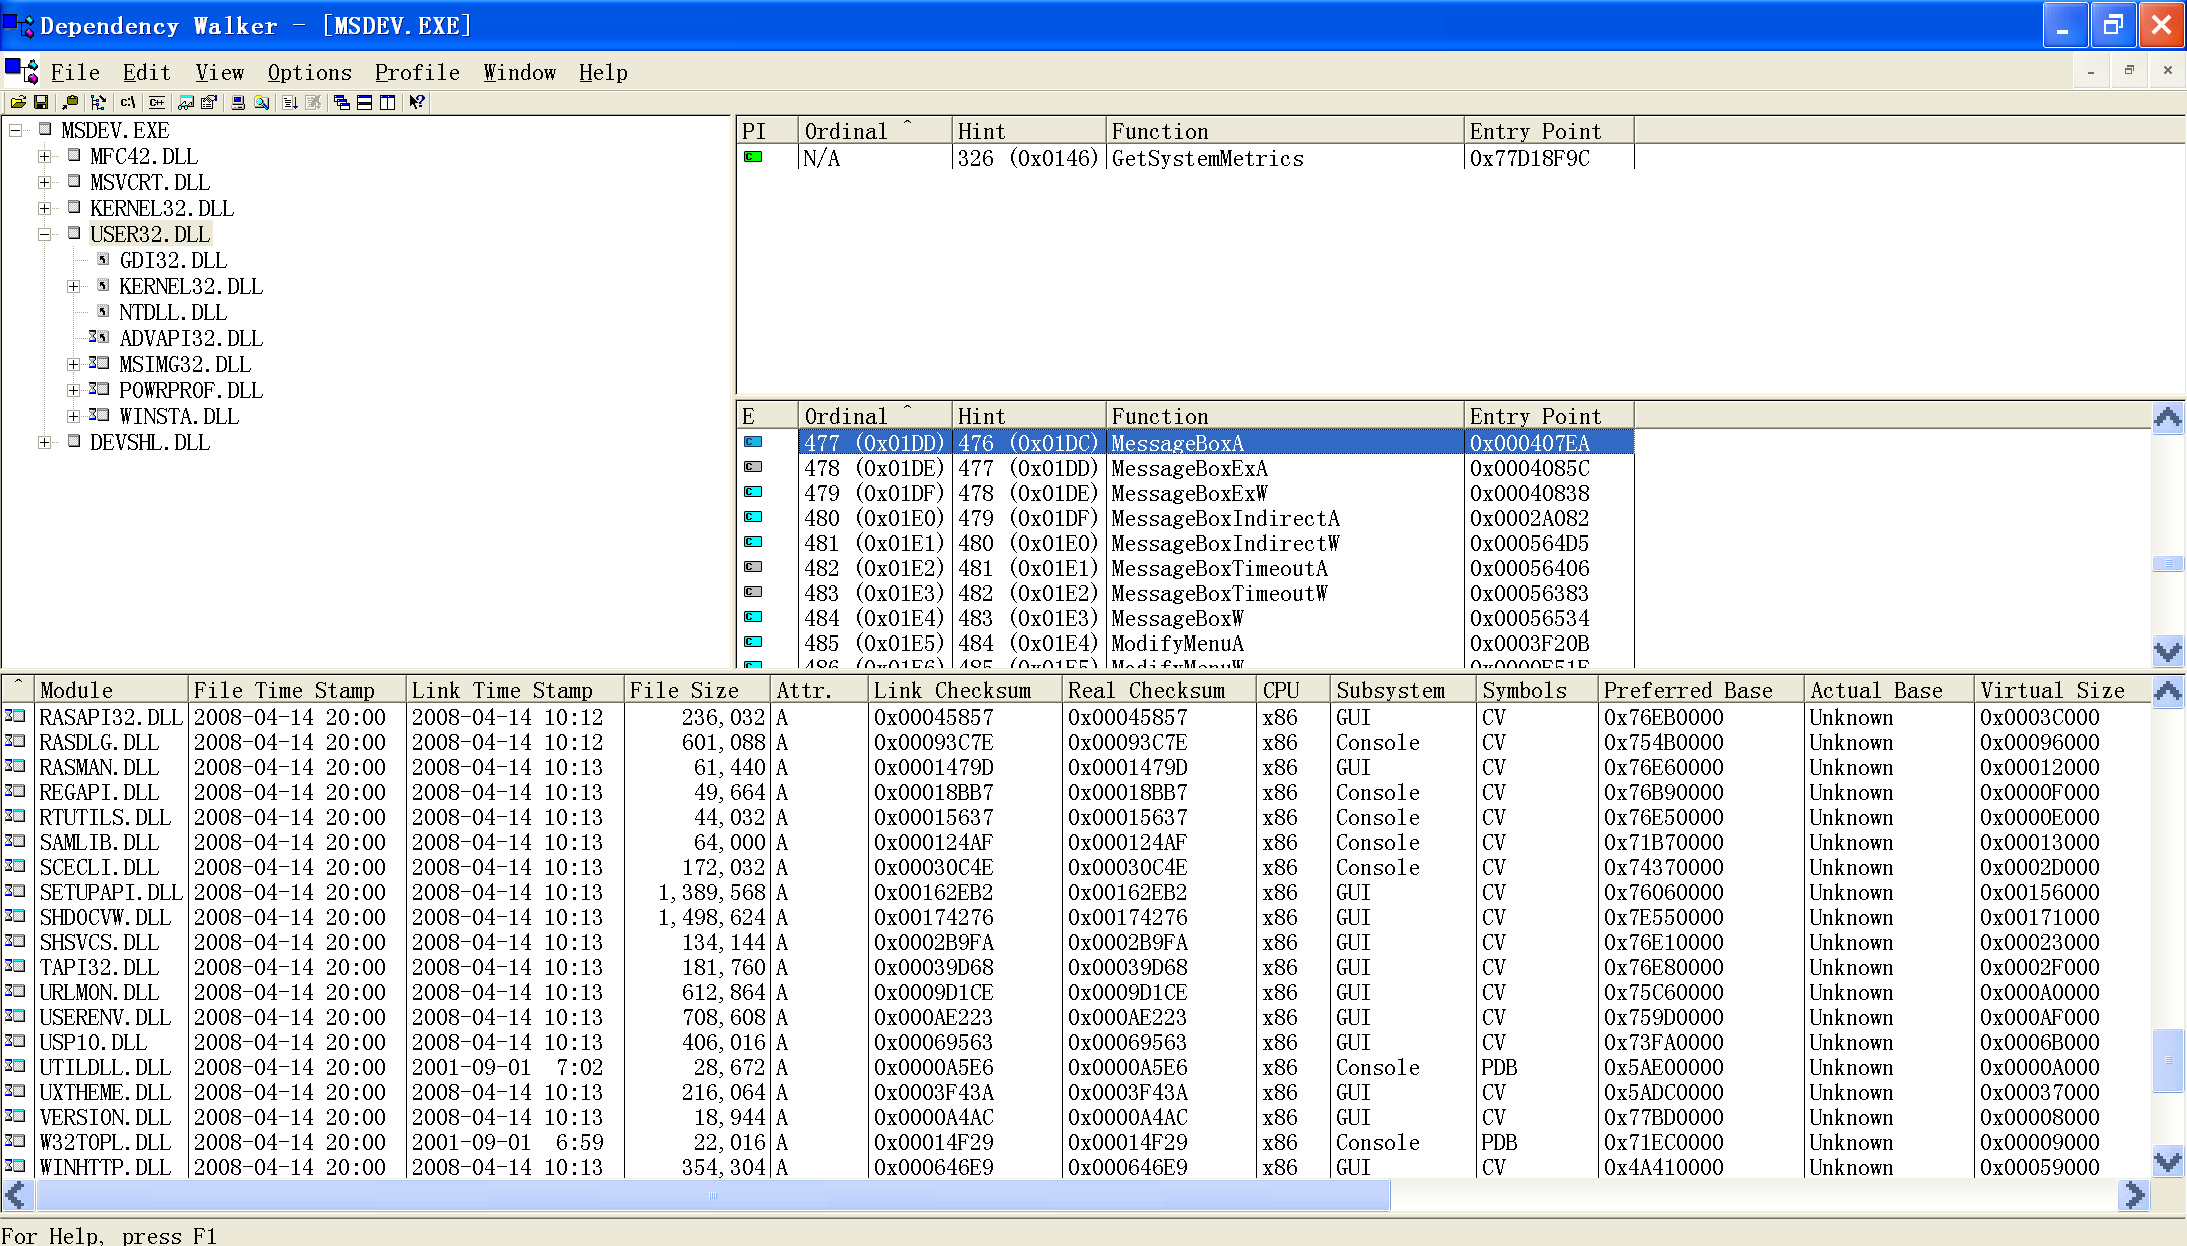 Dependency Walker - [MSDEV.EXE]
File Edit View Options Profile Window Help
MSDEV.EXE
MFC42.DLL
MSVCRT.DLL
KERNEL32.DLL
USER32.DLL
GDI32.DLL
KERNEL32.DLL
NTDLL.DLL
ADVAPI32.DLL
MSIMG32.DLL
POWRPROF.DLL
WINSTA.DLL
DEVSHL.DLL
PI Ordinal ^ Hint Function Entry Point
N/A 326 (0x0146) GetSystemMetrics 0x77D18F9C
E Ordinal ^ Hint Function Entry Point
477 (0x01DD) 476 (0x01DC) MessageBoxA 0x000407EA
478 (0x01DE) 477 (0x01DD) MessageBoxExA 0x0004085C
479 (0x01DF) 478 (0x01DE) MessageBoxExW 0x00040838
480 (0x01E0) 479 (0x01DF) MessageBoxIndirectA 0x0002A082
481 (0x01E1) 480 (0x01E0) MessageBoxIndirectW 0x000564D5
482 (0x01E2) 481 (0x01E1) MessageBoxTimeoutA 0x00056406
483 (0x01E3) 482 (0x01E2) MessageBoxTimeoutW 0x00056383
484 (0x01E4) 483 (0x01E3) MessageBoxW 0x00056534
485 (0x01E5) 484 (0x01E4) ModifyMenuA 0x0003F20B
486 (0x01E6) 485 (0x01E5) ModifyMenuW
^ Module File Time Stamp Link Time Stamp File Size Attr. Link Checksum Real Checksum CPU Subsystem Symbols Preferred Base Actual Base Virtual Size
RASAPI32.DLL 2008-04-14 20:00 2008-04-14 10:12 236,032 A 0x00045857 0x00045857 x86 GUI CV 0x76EB0000 Unknown 0x0003C000
RASDLG.DLL 2008-04-14 20:00 2008-04-14 10:12 601,088 A 0x00093C7E 0x00093C7E x86 Console CV 0x754B0000 Unknown 0x00096000
RASMAN.DLL 2008-04-14 20:00 2008-04-14 10:13 61,440 A 0x0001479D 0x0001479D x86 GUI CV 0x76E60000 Unknown 0x00012000
REGAPI.DLL 2008-04-14 20:00 2008-04-14 10:13 49,664 A 0x00018BB7 0x00018BB7 x86 Console CV 0x76B90000 Unknown 0x0000F000
RTUTILS.DLL 2008-04-14 20:00 2008-04-14 10:13 44,032 A 0x00015637 0x00015637 x86 Console CV 0x76E50000 Unknown 0x0000E000
SAMLIB.DLL 2008-04-14 20:00 2008-04-14 10:13 64,000 A 0x000124AF 0x000124AF x86 Console CV 0x71B70000 Unknown 0x00013000
SCECLI.DLL 2008-04-14 20:00 2008-04-14 10:13 172,032 A 0x00030C4E 0x00030C4E x86 Console CV 0x74370000 Unknown 0x0002D000
SETUPAPI.DLL 2008-04-14 20:00 2008-04-14 10:13 1,389,568 A 0x00162EB2 0x00162EB2 x86 GUI CV 0x76060000 Unknown 0x00156000
SHDOCVW.DLL 2008-04-14 20:00 2008-04-14 10:13 1,498,624 A 0x00174276 0x00174276 x86 GUI CV 0x7E550000 Unknown 0x00171000
SHSVCS.DLL 2008-04-14 20:00 2008-04-14 10:13 134,144 A 0x0002B9FA 0x0002B9FA x86 GUI CV 0x76E10000 Unknown 0x00023000
TAPI32.DLL 2008-04-14 20:00 2008-04-14 10:13 181,760 A 0x00039D68 0x00039D68 x86 GUI CV 0x76E80000 Unknown 0x0002F000
URLMON.DLL 2008-04-14 20:00 2008-04-14 10:13 612,864 A 0x0009D1CE 0x0009D1CE x86 GUI CV 0x75C60000 Unknown 0x000A0000
USERENV.DLL 2008-04-14 20:00 2008-04-14 10:13 708,608 A 0x000AE223 0x000AE223 x86 GUI CV 0x759D0000 Unknown 0x000AF000
USP10.DLL 2008-04-14 20:00 2008-04-14 10:13 406,016 A 0x00069563 0x00069563 x86 GUI CV 0x73FA0000 Unknown 0x0006B000
UTILDLL.DLL 2008-04-14 20:00 2001-09-01 7:02 28,672 A 0x0000A5E6 0x0000A5E6 x86 Console PDB 0x5AE00000 Unknown 0x0000A000
UXTHEME.DLL 2008-04-14 20:00 2008-04-14 10:13 216,064 A 0x0003F43A 0x0003F43A x86 GUI CV 0x5ADC0000 Unknown 0x00037000
VERSION.DLL 2008-04-14 20:00 2008-04-14 10:13 18,944 A 0x0000A4AC 0x0000A4AC x86 GUI CV 0x77BD0000 Unknown 0x00008000
W32TOPL.DLL 2008-04-14 20:00 2001-09-01 6:59 22,016 A 0x00014F29 0x00014F29 x86 Console PDB 0x71EC0000 Unknown 0x00009000
WINHTTP.DLL 2008-04-14 20:00 2008-04-14 10:13 354,304 A 0x000646E9 0x000646E9 x86 GUI CV 0x4A410000 Unknown 0x00059000
For Help, press F1